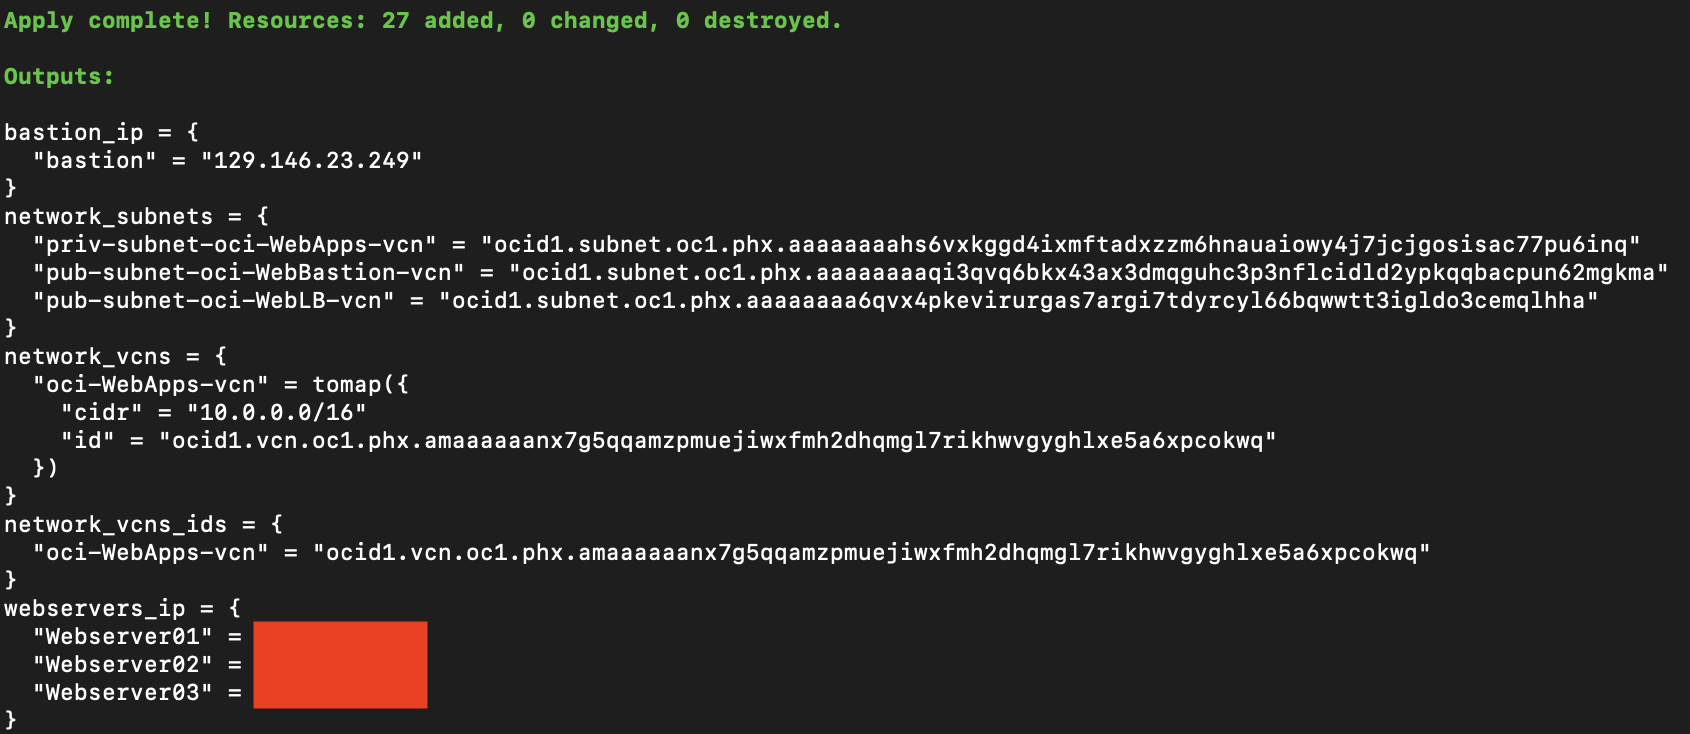 Apply complete! Resources: 27 added, 0 changed, 0 destroyed.
Outputs:
bastion_ip = {
  "bastion" = "129.146.23.249"
}
network_subnets = {
  "priv-subnet-oci-WebApps-vcn" = "ocid1.subnet.oc1.phx.aaaaaaaahs6vxkggd4ixmftadxzzm6hnauaiowy4j7jcjgosisac77pu6inq"
  "pub-subnet-oci-WebBastion-vcn" = "ocid1.subnet.oc1.phx.aaaaaaaaqi3qvq6bkx43ax3dmqguhc3p3nflcidld2ypkqqbacpun62mgkma"
  "pub-subnet-oci-WebLB-vcn" = "ocid1.subnet.oc1.phx.aaaaaaaa6qvx4pkevirurgas7argi7tdyrcyl66bqwwtt3igldo3cemqlhha"
}
network_vcns = {
  "oci-WebApps-vcn" = tomap({
    "cidr" = "10.0.0.0/16"
    "id" = "ocid1.vcn.oc1.phx.amaaaaaanx7g5qqamzpmuejiwxfmh2dhqmgl7rikhwvgyghlxe5a6xpcokwq"
  })
}
network_vcns_ids = {
  "oci-WebApps-vcn" = "ocid1.vcn.oc1.phx.amaaaaaanx7g5qqamzpmuejiwxfmh2dhqmgl7rikhwvgyghlxe5a6xpcokwq"
}
webservers_ip = {
  "Webserver01" =
  "Webserver02" =
  "Webserver03" =
}